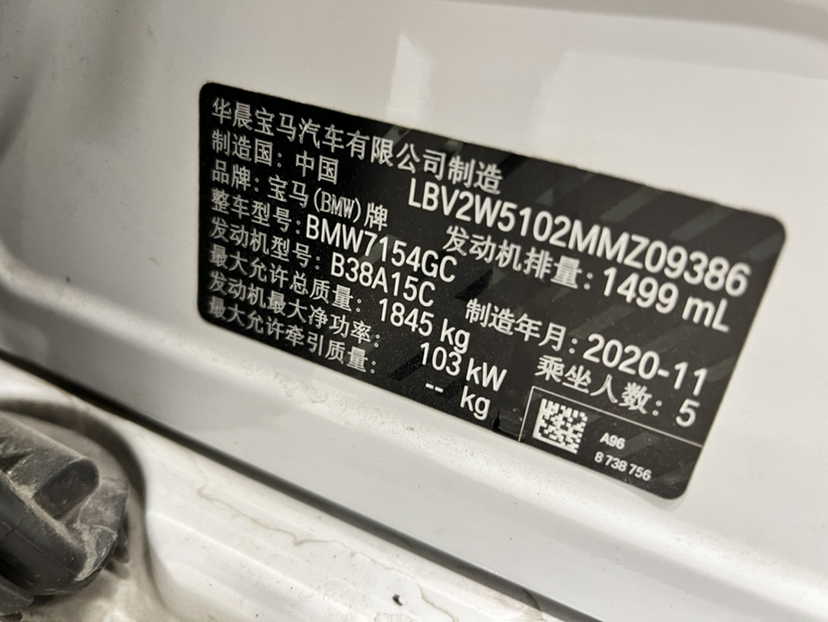 华晨宝马汽车有限公司制造
制造国：中国 LBV2W5102MMZ09386
品牌：宝马(BMW)牌 发动机排量：1499 mL
整车型号：BMW7154GC
发动机型号：B38A15C 制造年月：2020-11
最大允许总质量：1845 kg 乘坐人数：5
发动机最大净功率：103 kW
最大允许牵引质量：-- kg
A96
8 738 756